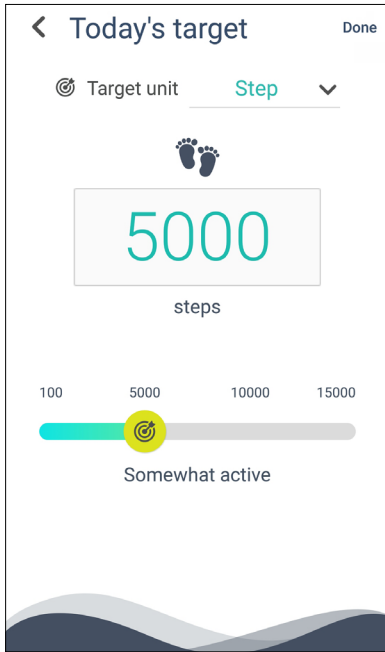 Today's target Done
Target unit Step
5000
steps
100 5000 10000 15000
Somewhat active